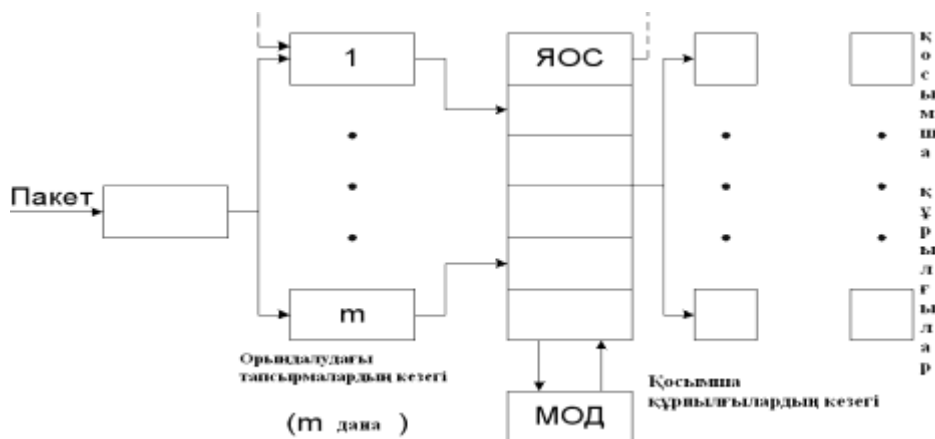 1
ЯОС
Пакет
m
Орындалудағы
тапсырмалардың кезегі
(m дана )
МОД
Қосымша
құрылғылардың кезегі
қосымша құрылғылар